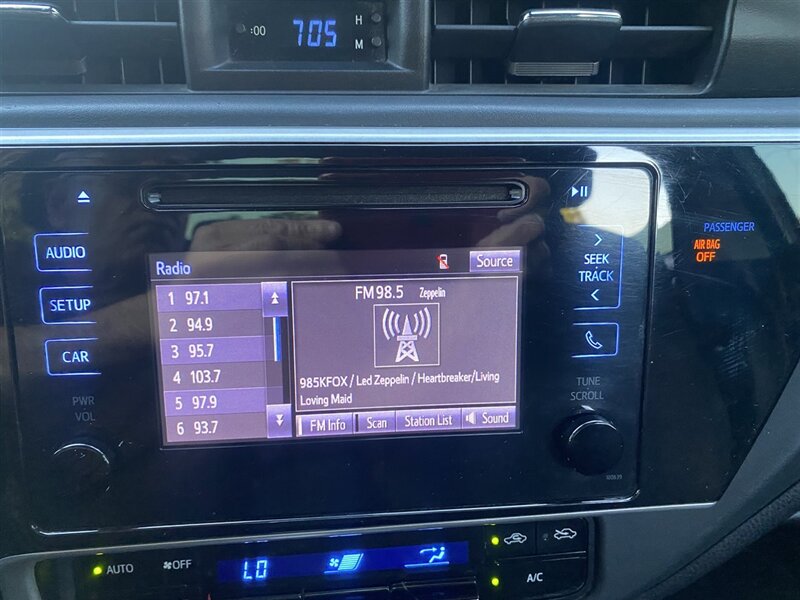 :00 705 H
M
AUDIO
SETUP
CAR
PWR
VOL
Radio
Source
1 97.1
2 94.9
3 95.7
4 103.7
5 97.9
6 93.7
FM 98.5 Zeppelin
985KFOX / Led Zeppelin / Heartbreaker/Living
Loving Maid
FM Info Scan Station List Sound
SEEK
TRACK
TUNE
SCROLL
PASSENGER
AIR BAG
OFF
AUTO OFF LO
A/C